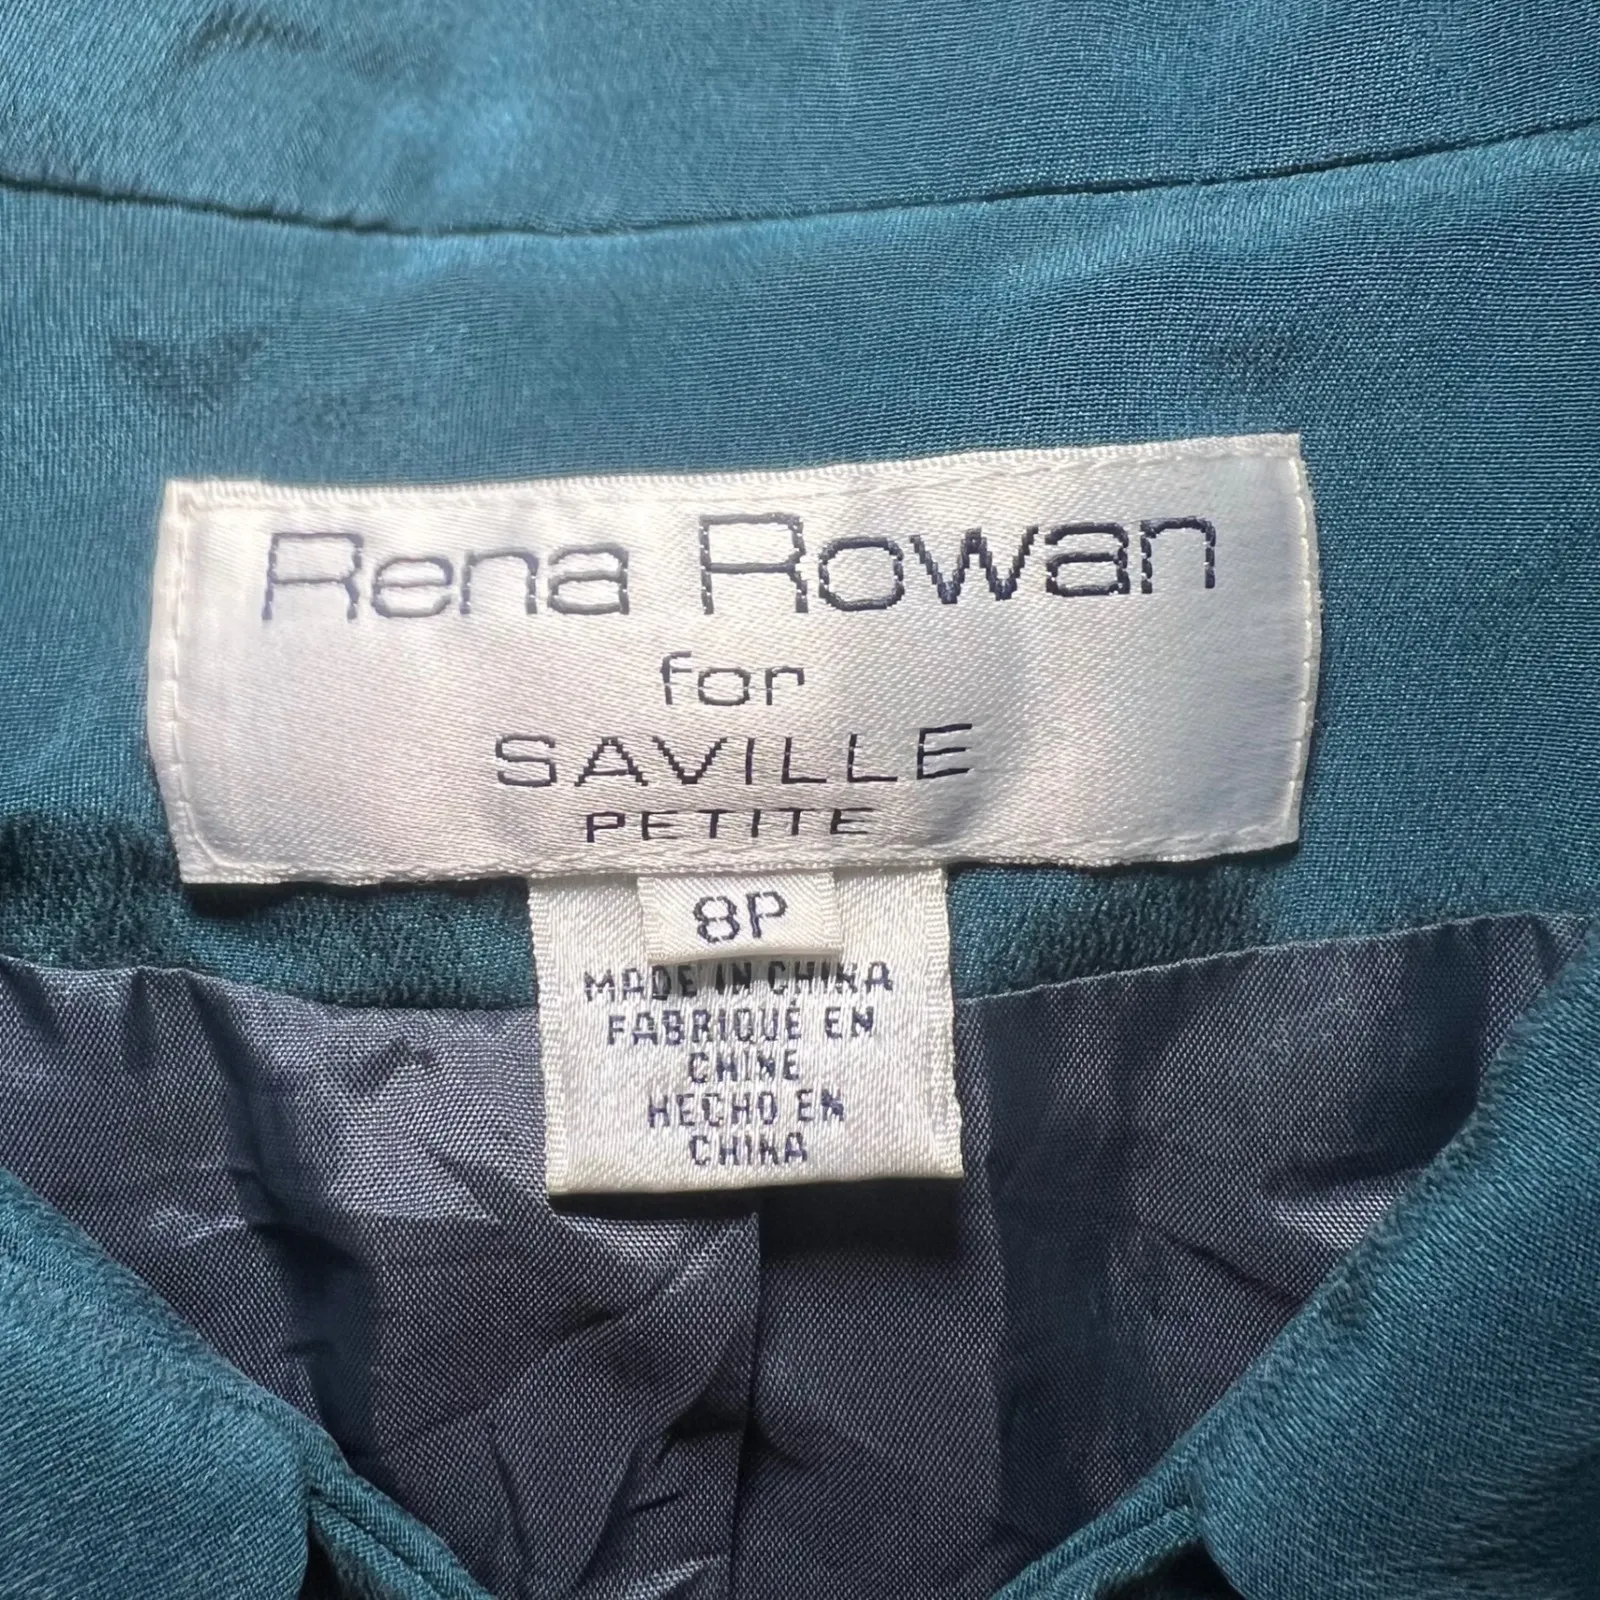 Rena Rowan
for
SAVILLE
PETITE
8P
MADE IN CHINA
FABRIQUÉ EN
CHINE
HECHO EN
CHINA